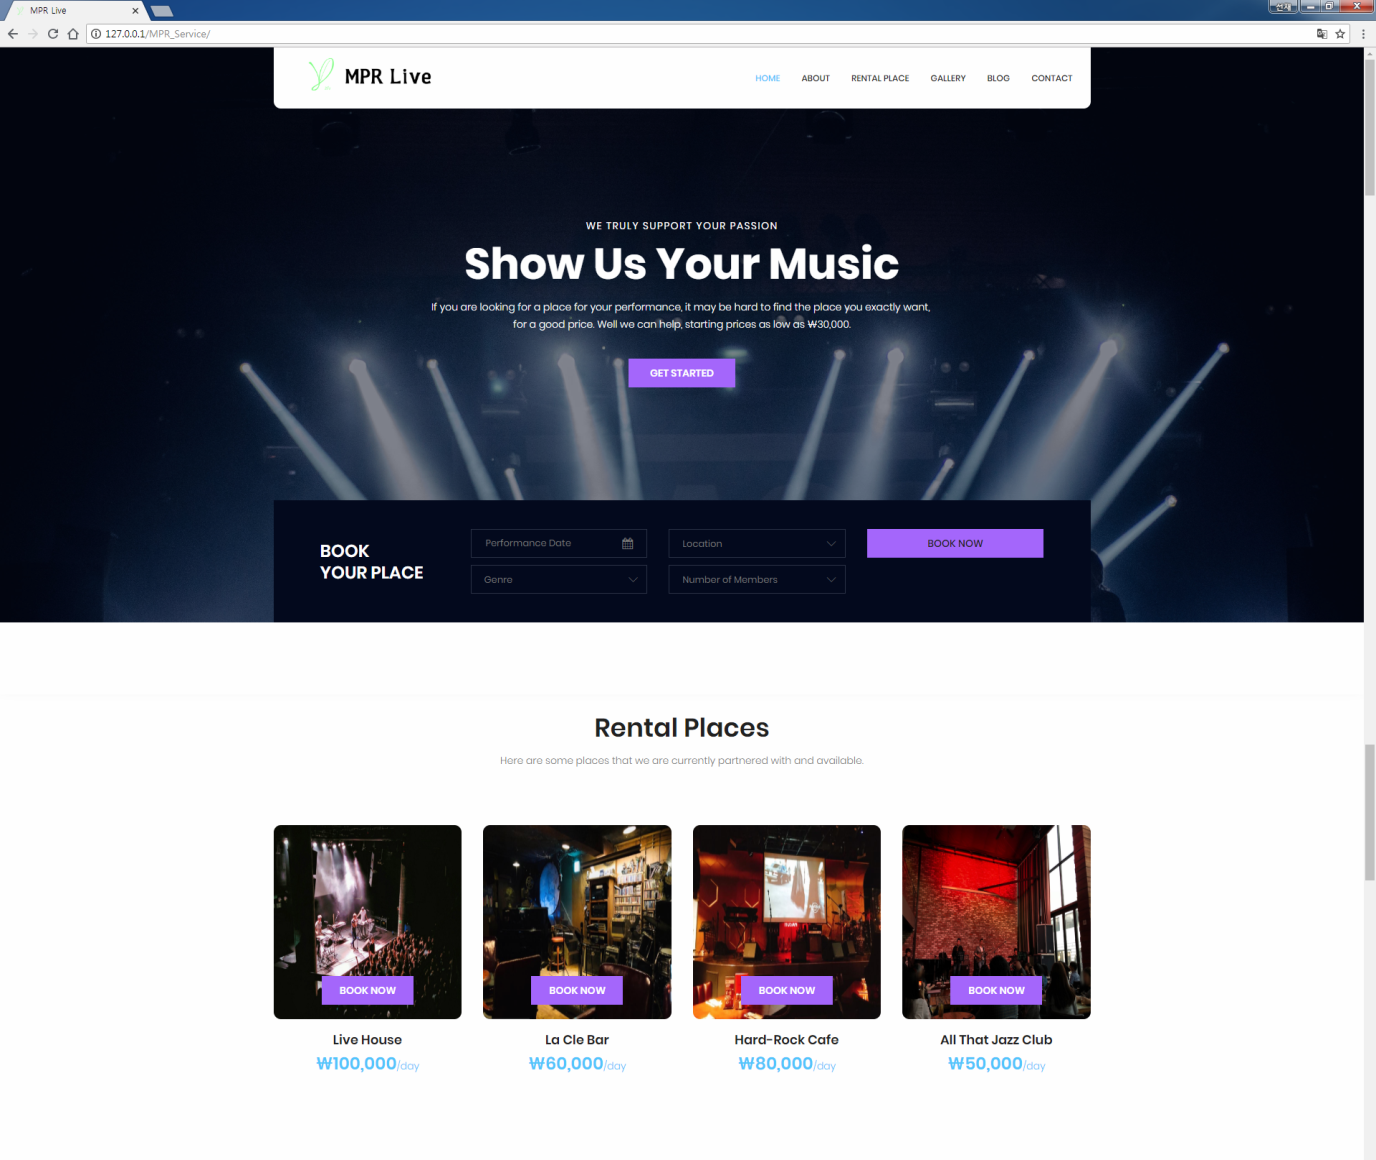 MPR Live
127.0.0.1/MPR_Service/
MPR Live
HOME
ABOUT
RENTAL PLACE
GALLERY
BLOG
CONTACT
WE TRULY SUPPORT YOUR PASSION
Show Us Your Music
If you are looking for a place for your performance, it may be hard to find the place you exactly want,
for a good price. Well we can help, starting prices as low as ₩30,000.
GET STARTED
BOOK
YOUR PLACE
Performance Date
Location
BOOK NOW
Genre
Number of Members
Rental Places
Here are some places that we are currently partnered with and available.
BOOK NOW
BOOK NOW
BOOK NOW
BOOK NOW
Live House
La Cle Bar
Hard-Rock Cafe
All That Jazz Club
₩100,000/day
₩60,000/day
₩80,000/day
₩50,000/day